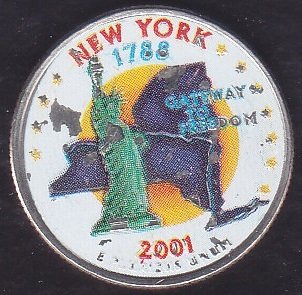 NEW YORK
1788
GATEWAY
TO
FREEDOM
2001